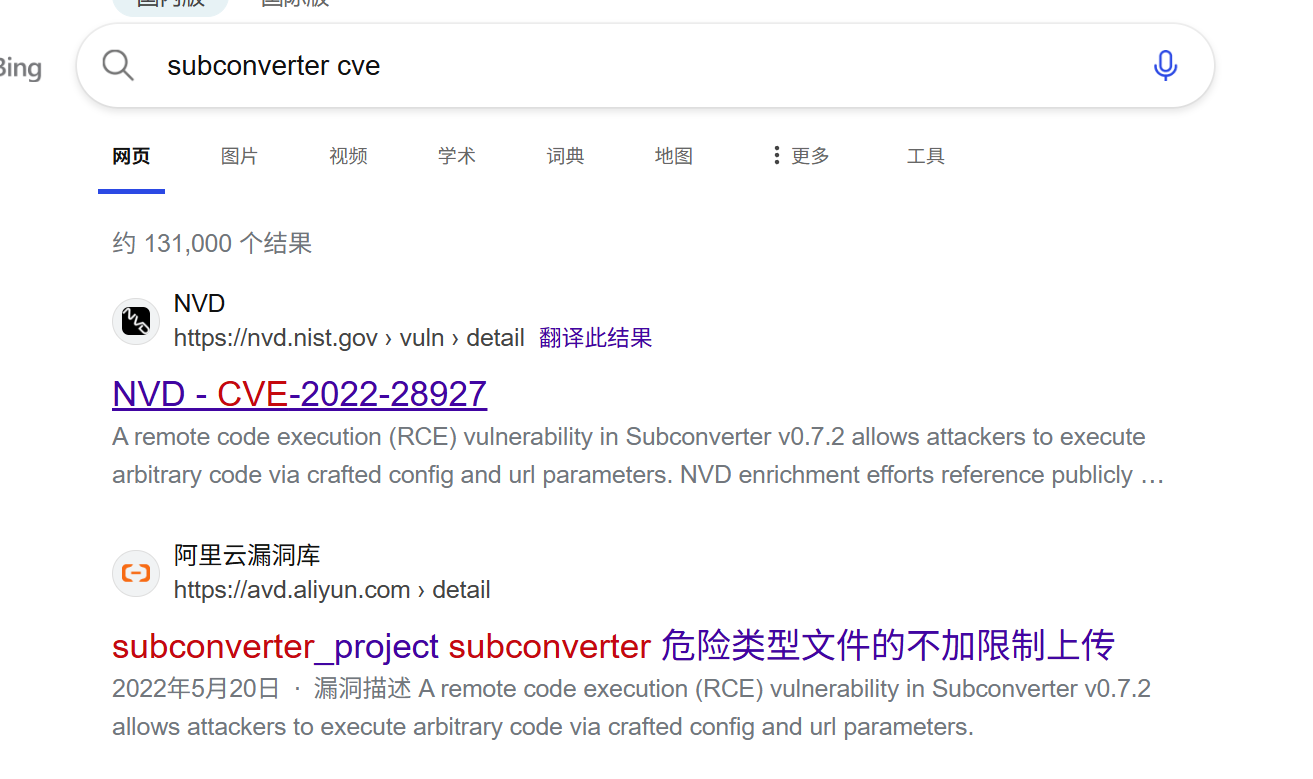 国内版 国际版
Bing
subconverter cve
网页 图片 视频 学术 词典 地图 更多 工具
约 131,000 个结果
NVD
https://nvd.nist.gov › vuln › detail 翻译此结果
NVD - CVE-2022-28927
A remote code execution (RCE) vulnerability in Subconverter v0.7.2 allows attackers to execute
arbitrary code via crafted config and url parameters. NVD enrichment efforts reference publicly …
阿里云漏洞库
https://avd.aliyun.com › detail
subconverter_project subconverter 危险类型文件的不加限制上传
2022年5月20日 · 漏洞描述 A remote code execution (RCE) vulnerability in Subconverter v0.7.2
allows attackers to execute arbitrary code via crafted config and url parameters.